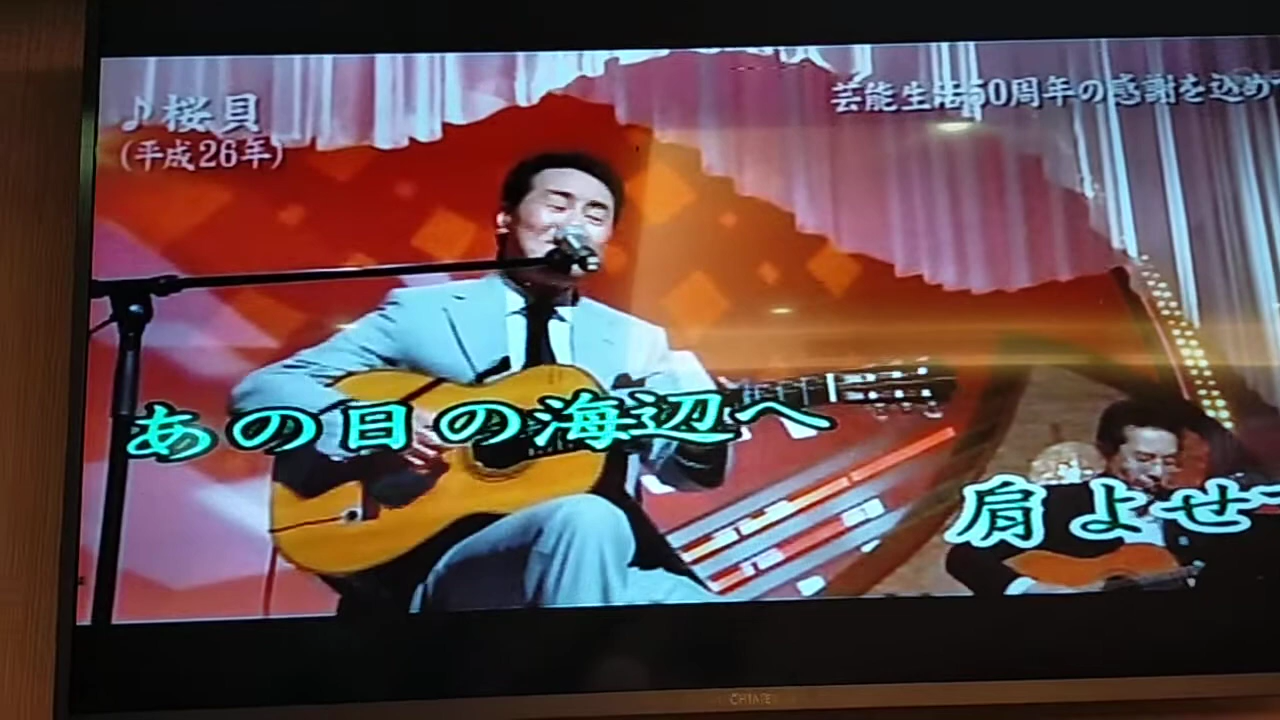 ♪桜貝
(平成26年)
芸能生活50周年の感謝を込め
あの日の海辺へ
肩よせ